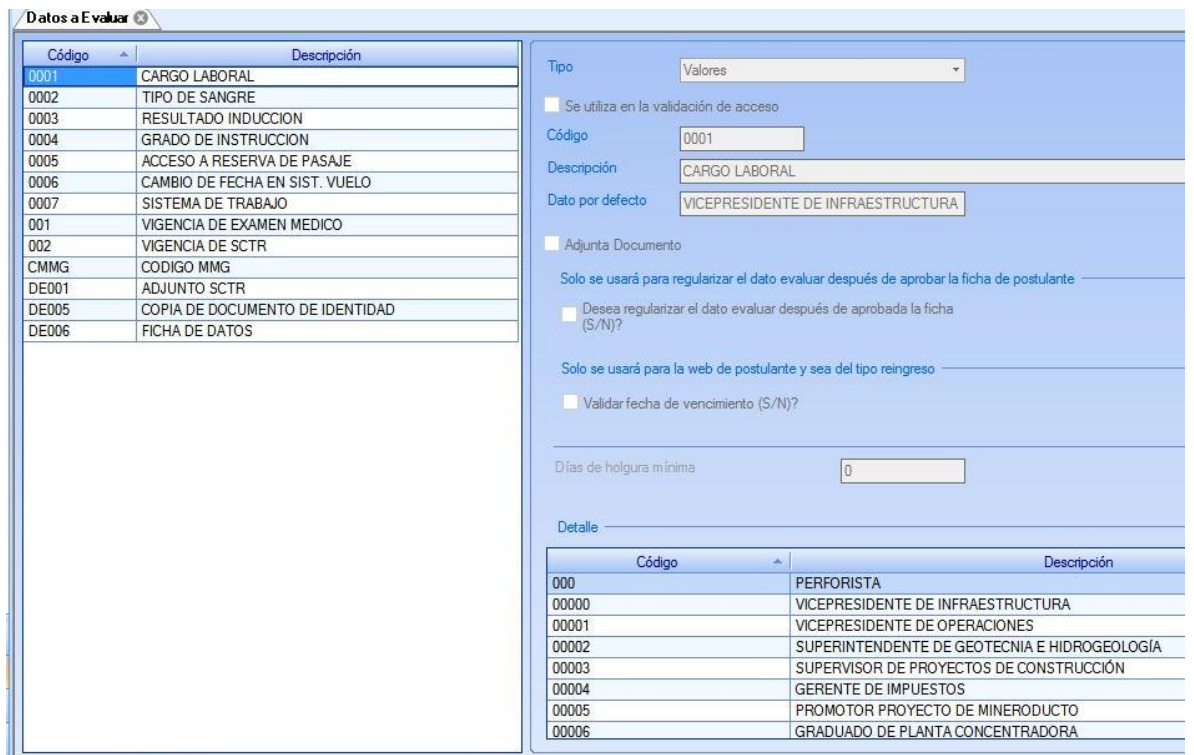 Datos a Evaluar
Código Descripción
0001 CARGO LABORAL
0002 TIPO DE SANGRE
0003 RESULTADO INDUCCION
0004 GRADO DE INSTRUCCION
0005 ACCESO A RESERVA DE PASAJE
0006 CAMBIO DE FECHA EN SIST. VUELO
0007 SISTEMA DE TRABAJO
001 VIGENCIA DE EXAMEN MEDICO
002 VIGENCIA DE SCTR
CMMG CODIGO MMG
DE001 ADJUNTO SCTR
DE005 COPIA DE DOCUMENTO DE IDENTIDAD
DE006 FICHA DE DATOS
Tipo Valores
Se utiliza en la validación de acceso
Código 0001
Descripción CARGO LABORAL
Dato por defecto VICEPRESIDENTE DE INFRAESTRUCTURA
Adjunta Documento
Solo se usará para regularizar el dato evaluar después de aprobar la ficha de postulante
Desea regularizar el dato evaluar después de aprobada la ficha
(S/N)?
Solo se usará para la web de postulante y sea del tipo reingreso
Validar fecha de vencimiento (S/N)?
Días de holgura mínima 0
Detalle
Código Descripción
000 PERFORISTA
00000 VICEPRESIDENTE DE INFRAESTRUCTURA
00001 VICEPRESIDENTE DE OPERACIONES
00002 SUPERINTENDENTE DE GEOTECNIA E HIDROGEOLOGÍA
00003 SUPERVISOR DE PROYECTOS DE CONSTRUCCIÓN
00004 GERENTE DE IMPUESTOS
00005 PROMOTOR PROYECTO DE MINERODUCTO
00006 GRADUADO DE PLANTA CONCENTRADORA